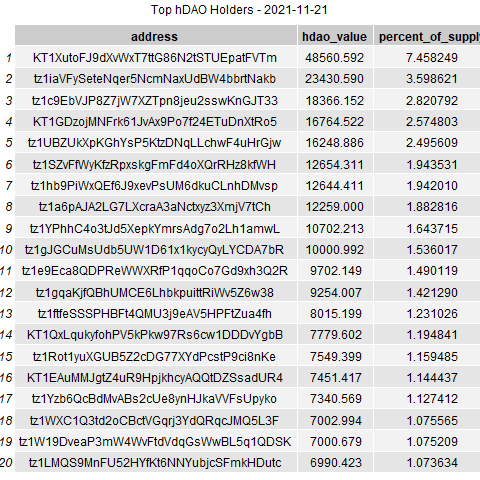 Top hDAO Holders - 2021-11-21
address hdao_value percent_of_supply
1 KT1XutoFJ9dXvWxT7ttG86N2tSTUEpatFVTm 48560.592 7.458249
2 tz1iaVFySeteNqer5NcmNaxUdBW4bbrtNakb 23430.590 3.598621
3 tz1c9EbVJP8Z7jW7XZTpn8jeu2sswKnGJT33 18366.152 2.820792
4 KT1GDzojMNFrk61JvAx9Po7f24ETuDnXtRo5 16764.522 2.574803
5 tz1UBZUkXpKGhYsP5KtzDNqLLchwF4uHrGjw 16248.886 2.495609
6 tz1SZvFfWyKfzRpxskgFmFd4oXQrRHz8kfWH 12654.311 1.943531
7 tz1hb9PiWxQEf6J9xevPsUM6dkuCLnhDMvsp 12644.411 1.942010
8 tz1a6pAJA2LG7LXcraA3aNctxyz3XmjV7tCh 12259.000 1.882816
9 tz1YPhhC4o3tJd5XepkYmrsAdg7o2Lh1amwL 10702.213 1.643715
10 tz1gJGCuMsUdb5UW1D61x1kycyQyLYCDA7bR 10000.992 1.536017
11 tz1e9Eca8QDPReWWXRfP1qqoCo7Gd9xh3Q2R 9702.149 1.490119
12 tz1gqaKjfQBhUMCE6LhbkpuittRiWv5Z6w38 9254.007 1.421290
13 tz1ftfeSSSPHBFt4QMU3j9eAV5HPFtZua4fh 8015.199 1.231026
14 KT1QxLqukyfohPV5kPkw97Rs6cw1DDDvYgbB 7779.602 1.194841
15 tz1Rot1yuXGUB5Z2cDG77XYdPcstP9ci8nKe 7549.399 1.159485
16 KT1EAuMMJgtZ4uR9HpjkhcyAQQtDZSsadUR4 7451.417 1.144437
17 tz1Yzb6QcBdMvABs2cUe8ynHJkaVVFsUpyko 7340.569 1.127412
18 tz1WXC1Q3td2oCBctVGqrj3YdQRqcJMQ5L3F 7002.994 1.075565
19 tz1W19DveaP3mW4WvFtdVdqGsWwBL5q1QDSK 7000.679 1.075209
20 tz1LMQS9MnFU52HYfKt6NNYubjcSFmkHDutc 6990.423 1.073634